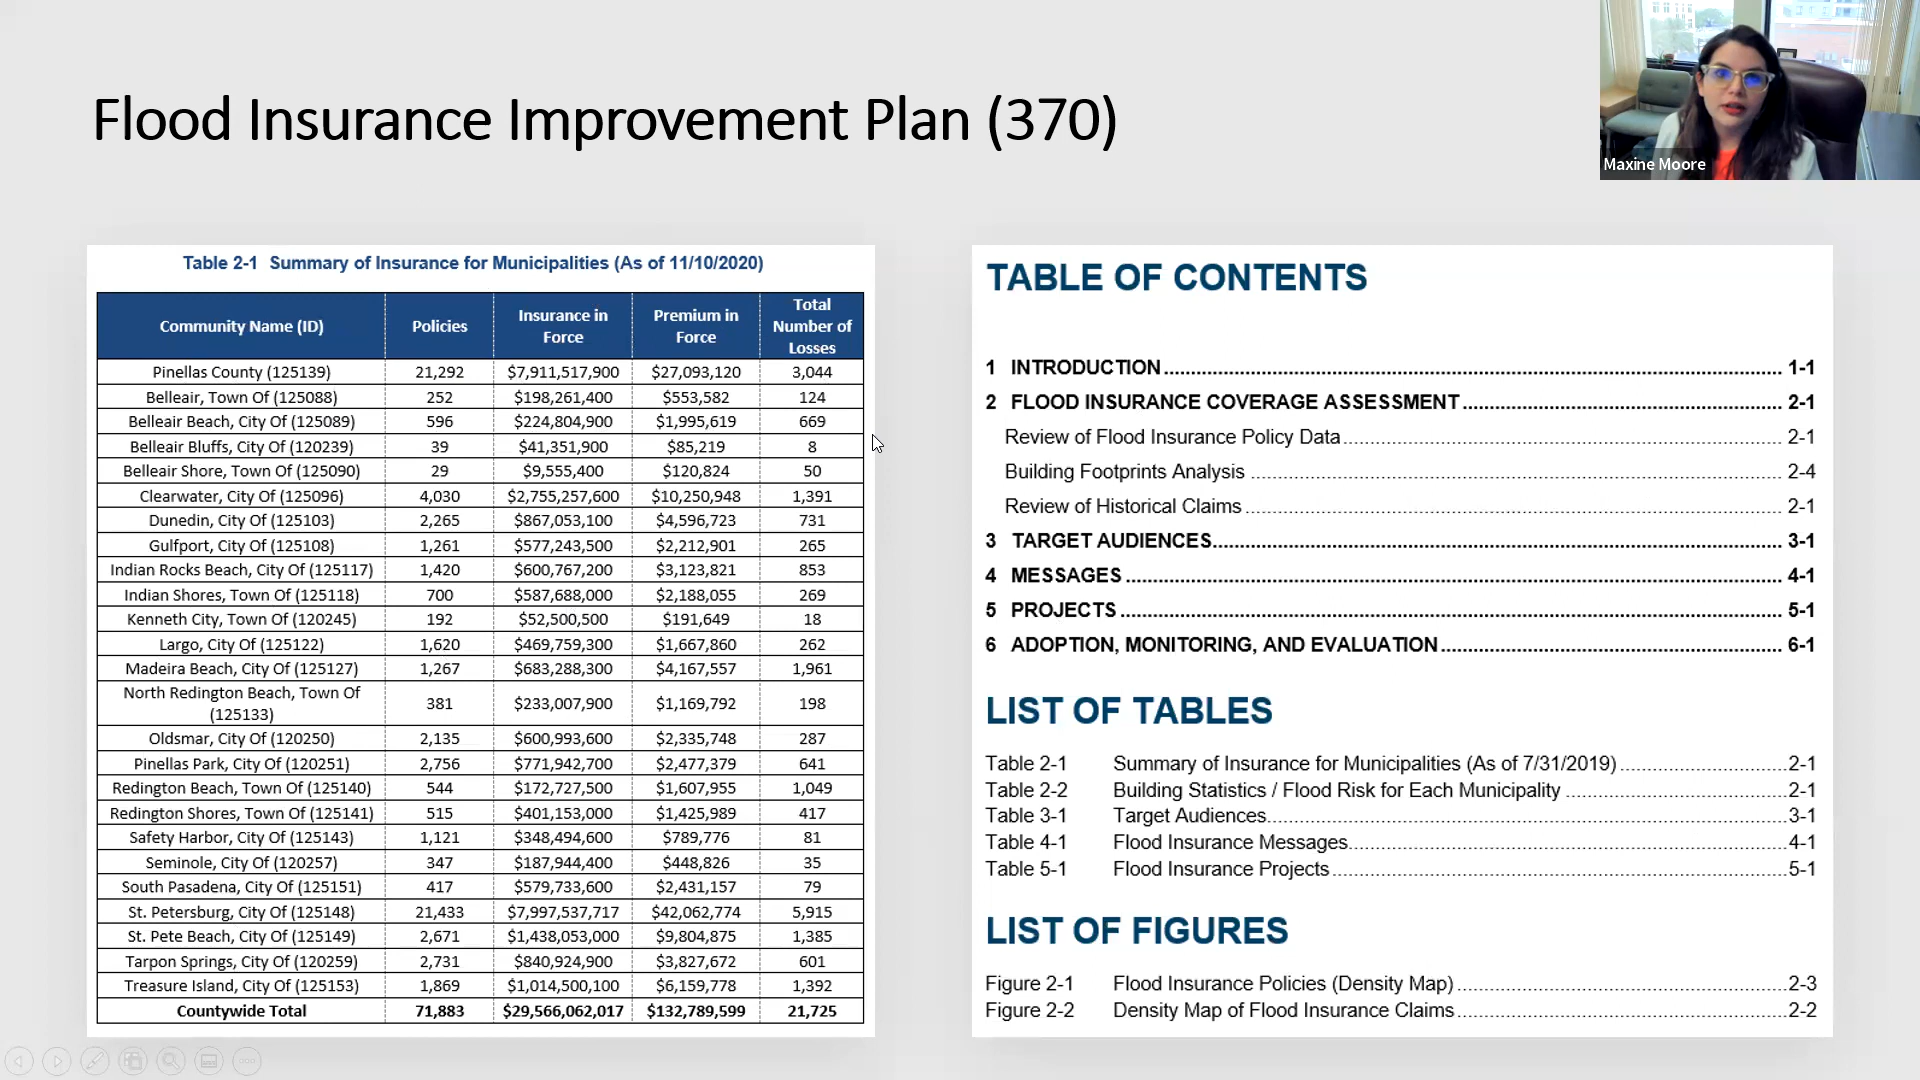 Flood Insurance Improvement Plan (370)
Maxine Moore
Table 2-1 Summary of Insurance for Municipalities (As of 11/10/2020)
Community Name (ID) Policies Insurance in Force Premium in Force Total Number of Losses
Pinellas County (125139) 21,292 $7,911,517,900 $27,093,120 3,044
Belleair, Town Of (125088) 252 $198,261,400 $553,582 124
Belleair Beach, City Of (125089) 596 $224,804,900 $1,995,619 669
Belleair Bluffs, City Of (120239) 39 $41,351,900 $85,219 8
Belleair Shore, Town Of (125090) 29 $9,555,400 $120,824 50
Clearwater, City Of (125096) 4,030 $2,755,257,600 $10,250,948 1,391
Dunedin, City Of (125103) 2,265 $867,053,100 $4,596,723 731
Gulfport, City Of (125108) 1,261 $577,243,500 $2,212,901 265
Indian Rocks Beach, City Of (125117) 1,420 $600,767,200 $3,123,821 853
Indian Shores, Town Of (125118) 700 $587,688,000 $2,188,055 269
Kenneth City, Town Of (120245) 192 $52,500,500 $191,649 18
Largo, City Of (125122) 1,620 $469,759,300 $1,667,860 262
Madeira Beach, City Of (125127) 1,267 $683,288,300 $4,167,557 1,961
North Redington Beach, Town Of (125133) 381 $233,007,900 $1,169,792 198
Oldsmar, City Of (120250) 2,135 $600,993,600 $2,335,748 287
Pinellas Park, City Of (120251) 2,756 $771,942,700 $2,477,379 641
Redington Beach, Town Of (125140) 544 $172,727,500 $1,607,955 1,049
Redington Shores, Town Of (125141) 515 $401,153,000 $1,425,989 417
Safety Harbor, City Of (125143) 1,121 $348,494,600 $789,776 81
Seminole, City Of (120257) 347 $187,944,400 $448,826 35
South Pasadena, City Of (125151) 417 $579,733,600 $2,431,157 79
St. Petersburg, City Of (125148) 21,433 $7,997,537,717 $42,062,774 5,915
St. Pete Beach, City Of (125149) 2,671 $1,438,053,000 $9,804,875 1,385
Tarpon Springs, City Of (120259) 2,731 $840,924,900 $3,827,672 601
Treasure Island, City Of (125153) 1,869 $1,014,500,100 $6,159,778 1,392
Countywide Total 71,883 $29,566,062,017 $132,789,599 21,725
TABLE OF CONTENTS
1 INTRODUCTION 1-1
2 FLOOD INSURANCE COVERAGE ASSESSMENT 2-1
Review of Flood Insurance Policy Data 2-1
Building Footprints Analysis 2-4
Review of Historical Claims 2-1
3 TARGET AUDIENCES 3-1
4 MESSAGES 4-1
5 PROJECTS 5-1
6 ADOPTION, MONITORING, AND EVALUATION 6-1
LIST OF TABLES
Table 2-1 Summary of Insurance for Municipalities (As of 7/31/2019) 2-1
Table 2-2 Building Statistics / Flood Risk for Each Municipality 2-1
Table 3-1 Target Audiences 3-1
Table 4-1 Flood Insurance Messages 4-1
Table 5-1 Flood Insurance Projects 5-1
LIST OF FIGURES
Figure 2-1 Flood Insurance Policies (Density Map) 2-3
Figure 2-2 Density Map of Flood Insurance Claims 2-2